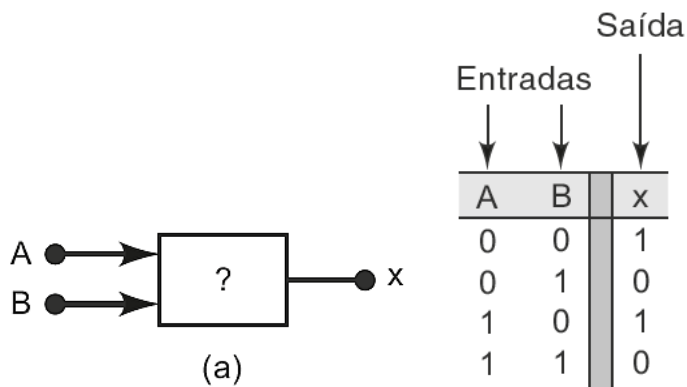 Saída
Entradas
A B x
0 0 1
0 1 0
1 0 1
1 1 0
A
?
x
B
(a)